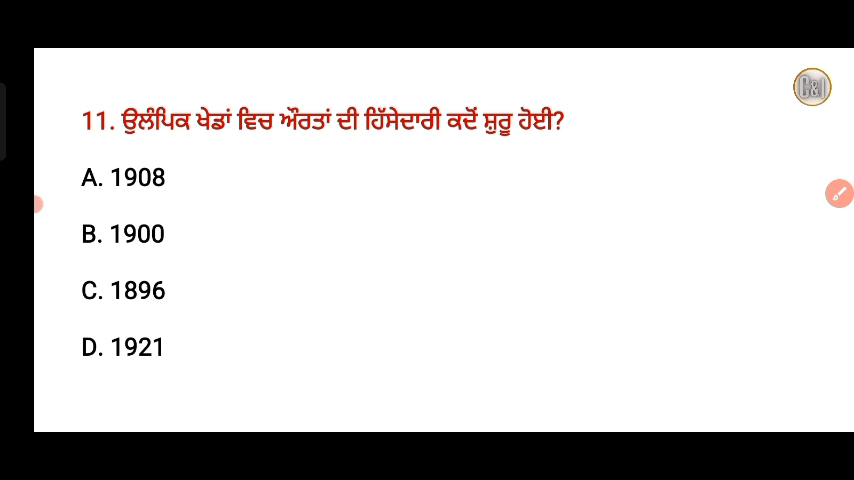 11. ਉਲੰਪਿਕ ਖੇਡਾਂ ਵਿਚ ਔਰਤਾਂ ਦੀ ਹਿੱਸੇਦਾਰੀ ਕਦੋਂ ਸ਼ੁਰੂ ਹੋਈ?
A. 1908
B. 1900
C. 1896
D. 1921
C&I